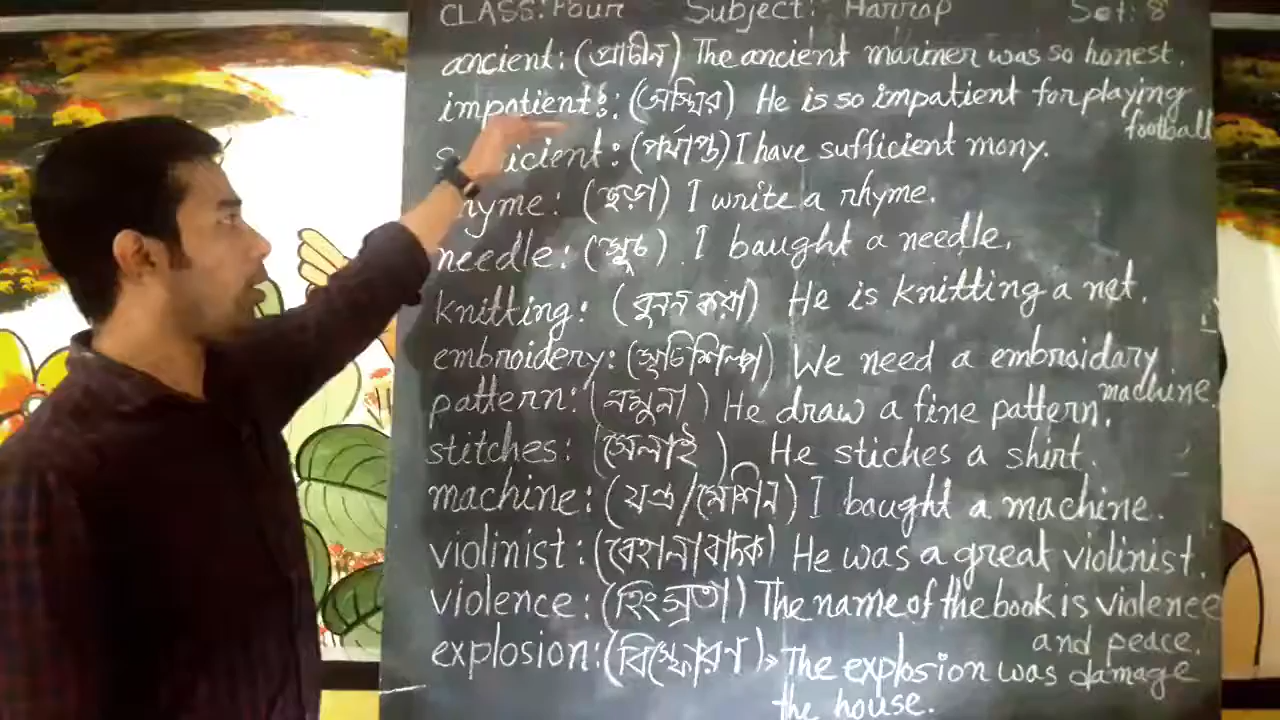 CLASS: Four Subject: Harrap Set: 8
ancient: (প্রাচীন) The ancient mariner was so honest.
impatient: (অস্থির) He is so impatient for playing
football
icient: (পর্যাপ্ত) I have sufficient mony.
hyme: (ছড়া) I write a rhyme.
needle: (সুচ) I baught a needle.
knitting: (বুনন করা) He is knitting a net.
embroidery: (সূচিশিল্প) We need a embroidary
machine.
pattern: (নমুনা) He draw a fine pattern.
stitches: (সেলাই) He stiches a shirt.
machine: (যন্ত্র/মেশিন) I baught a machine.
violinist: (বেহালাবাদক) He was a great violinist.
violence: (হিংস্রতা) The name of the book is violence
and peace.
explosion: (বিস্ফোরণ) The explosion was damage
the house.